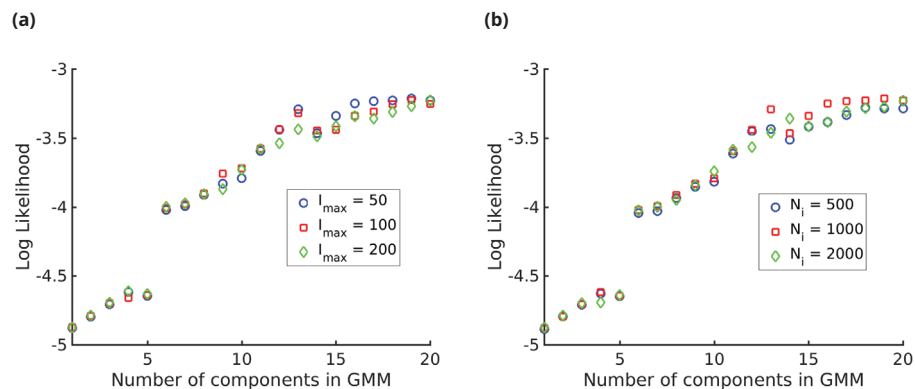 (a)
-3
-3.5
-4
-4.5
-5
Log Likelihood
5
10
15
20
Number of components in GMM
I_max = 50
I_max = 100
I_max = 200
(b)
-3
-3.5
-4
-4.5
-5
Log Likelihood
5
10
15
20
Number of components in GMM
N_i = 500
N_i = 1000
N_i = 2000